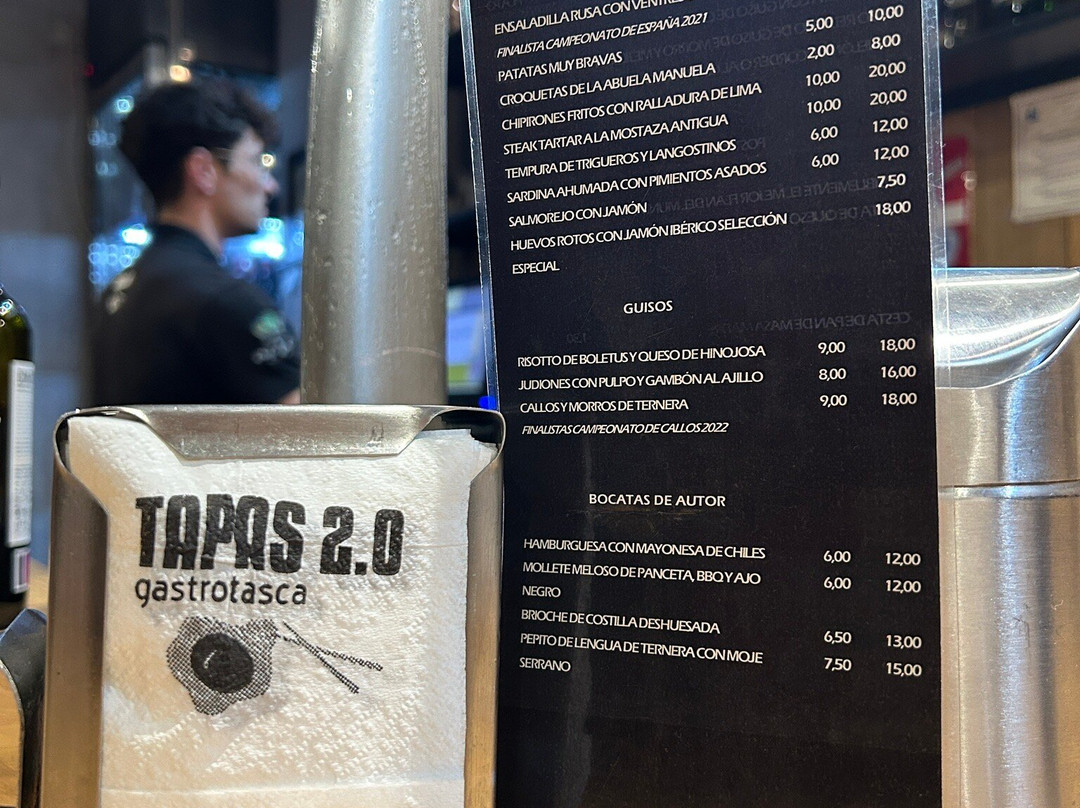 ENSALADILLA RUSA CON VENTRES
FINALISTA CAMPEONATO DE ESPAÑA 2021 10,00
PATATAS MUY BRAVAS 5,00 8,00
CROQUETAS DE LA ABUELA MANUELA 2,00
CHIPIRONES FRITOS CON RALLADURA DE LIMA 10,00 20,00
STEAK TARTAR A LA MOSTAZA ANTIGUA 10,00 20,00
TEMPURA DE TRIGUEROS Y LANGOSTINOS 6,00 12,00
SARDINA AHUMADA CON PIMIENTOS ASADOS 6,00 12,00
SALMOREJO CON JAMÓN 7,50
HUEVOS ROTOS CON JAMÓN IBÉRICO SELECCIÓN 18,00
ESPECIAL
GUISOS
RISOTTO DE BOLETUS Y QUESO DE HINOJOSA 9,00 18,00
JUDIONES CON PULPO Y GAMBÓN AL AJILLO 8,00 16,00
CALLOS Y MORROS DE TERNERA 9,00 18,00
FINALISTAS CAMPEONATO DE CALLOS 2022
BOCATAS DE AUTOR
HAMBURGUESA CON MAYONESA DE CHILES 6,00 12,00
MOLLETE MELOSO DE PANCETA, BBQ Y AJO 6,00 12,00
NEGRO
BRIOCHE DE COSTILLA DESHUESADA 6,50 13,00
PEPITO DE LENGUA DE TERNERA CON MOJE 7,50 15,00
SERRANO
TAPAS 2.0
gastrotasca